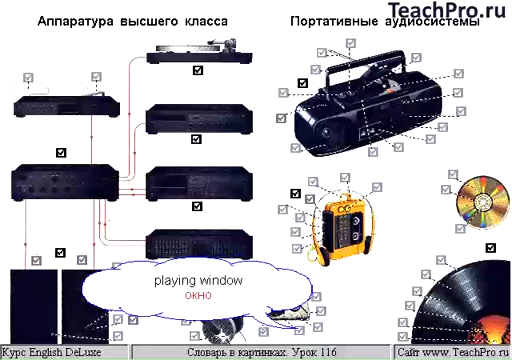 TeachPro.ru
Аппаратура высшего класса
Портативные аудиосистемы
playing window
окно
Курс English DeLuxe
Словарь в картинках. Урок 116
Сайт www.TeachPro.ru